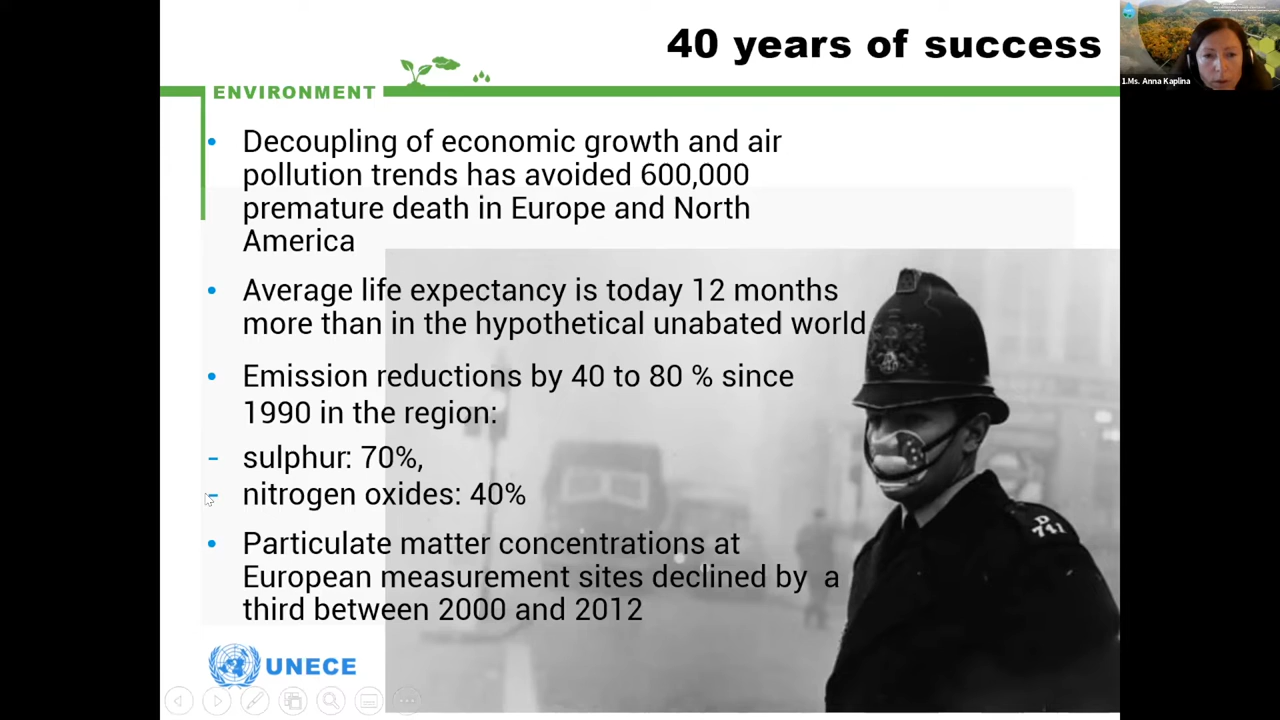 40 years of success
1.Ms. Anna Kaplina
ENVIRONMENT
• Decoupling of economic growth and air
pollution trends has avoided 600,000
premature death in Europe and North
America
• Average life expectancy is today 12 months
more than in the hypothetical unabated world
• Emission reductions by 40 to 80 % since
1990 in the region:
- sulphur: 70%,
- nitrogen oxides: 40%
• Particulate matter concentrations at
European measurement sites declined by a
third between 2000 and 2012
D
741
UNECE